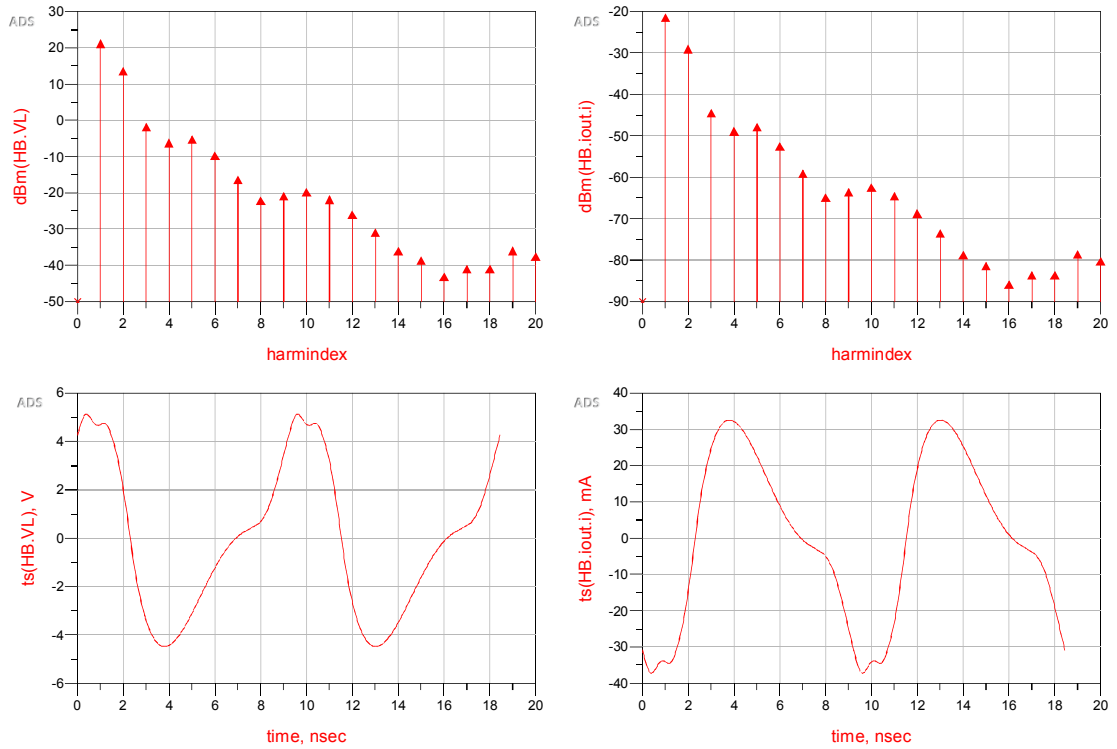 ADS
dBm(HB.VL)
30
20
10
0
-10
-20
-30
-40
-50
0 2 4 6 8 10 12 14 16 18 20
harmindex
ADS
dBm(HB.iout.i)
-20
-30
-40
-50
-60
-70
-80
-90
0 2 4 6 8 10 12 14 16 18 20
harmindex
ADS
ts(HB.VL), V
6
4
2
0
-2
-4
-6
0 2 4 6 8 10 12 14 16 18 20
time, nsec
ADS
ts(HB.iout.i), mA
40
30
20
10
0
-10
-20
-30
-40
0 2 4 6 8 10 12 14 16 18 20
time, nsec